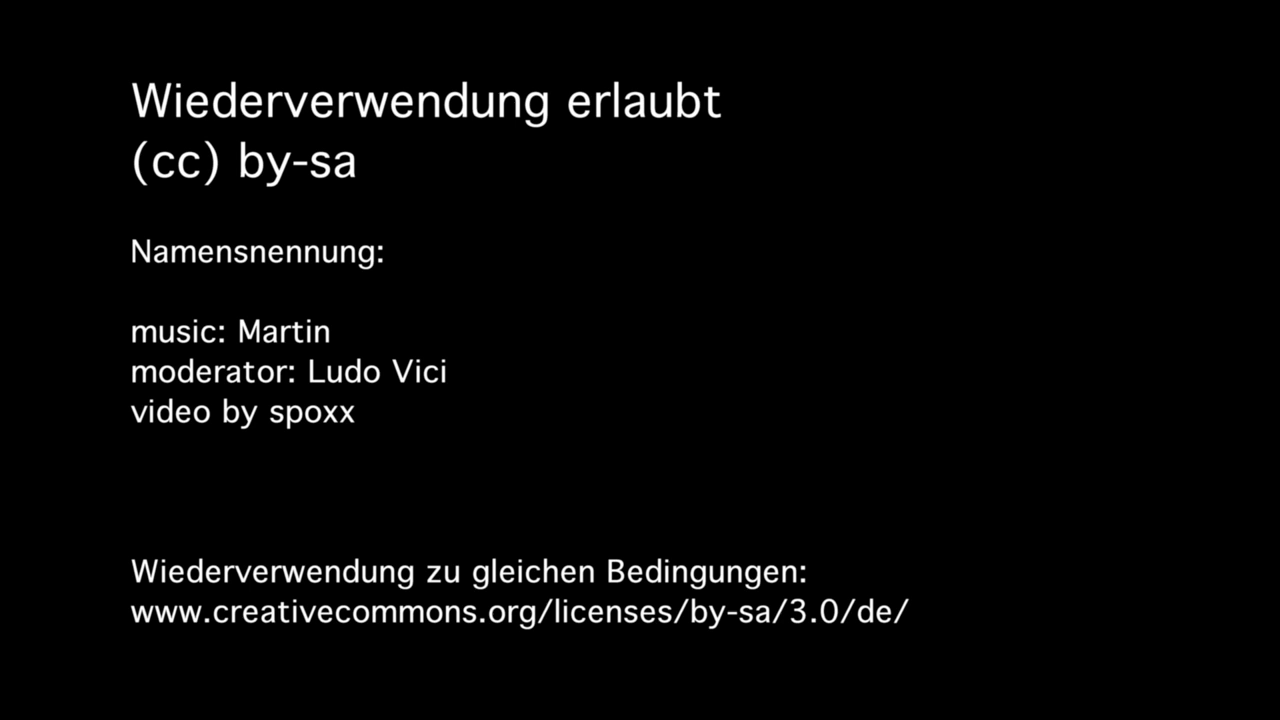 Wiederverwendung erlaubt
(cc) by-sa
Namensnennung:
music: Martin
moderator: Ludo Vici
video by spoxx
Wiederverwendung zu gleichen Bedingungen:
www.creativecommons.org/licenses/by-sa/3.0/de/